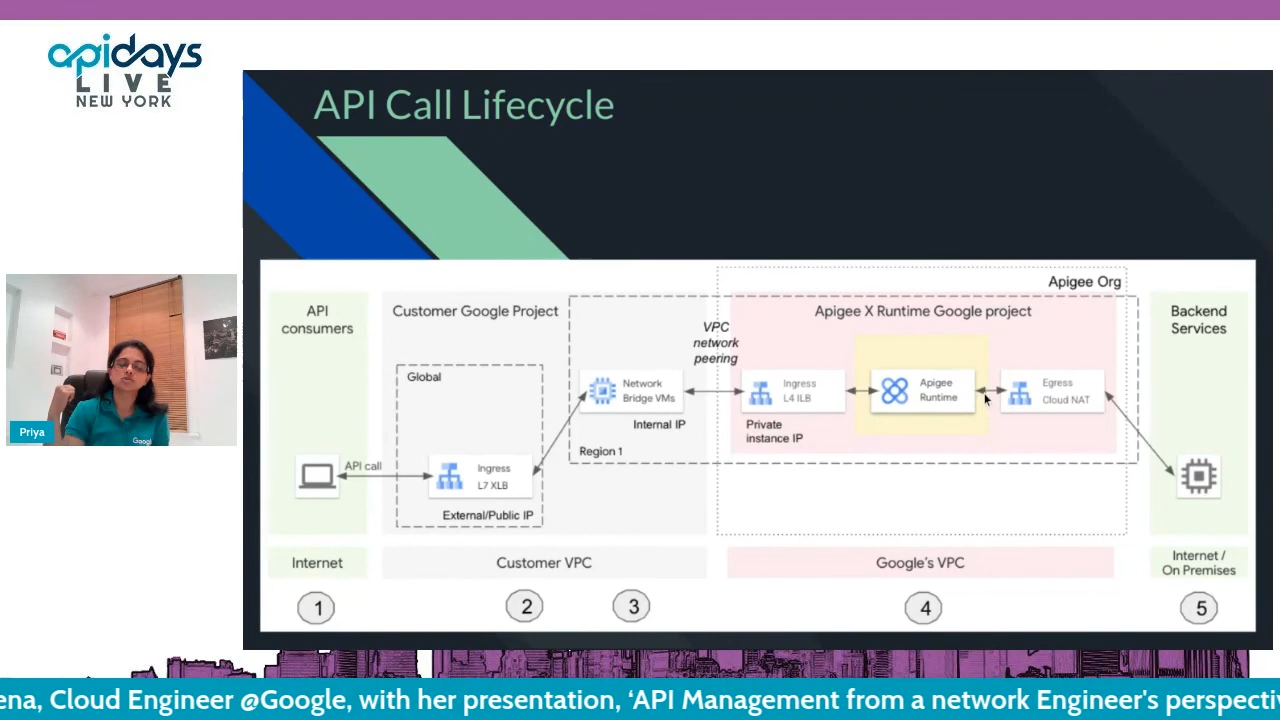 apidays
LIVE
NEW YORK
API Call Lifecycle
API
consumers
Customer Google Project
Apigee Org
Apigee X Runtime Google project
Backend
Services
VPC
network
peering
Global
Network
Bridge VMs
Ingress
L4 ILB
Apigee
Runtime
Egress
Cloud NAT
Internal IP
Private
instance IP
Region 1
API call
Ingress
L7 XLB
External/Public IP
Priya
Google
Internet
Customer VPC
Google's VPC
Internet /
On Premises
1
2
3
4
5
ena, Cloud Engineer @Google, with her presentation, ‘API Management from a network Engineer's perspecti